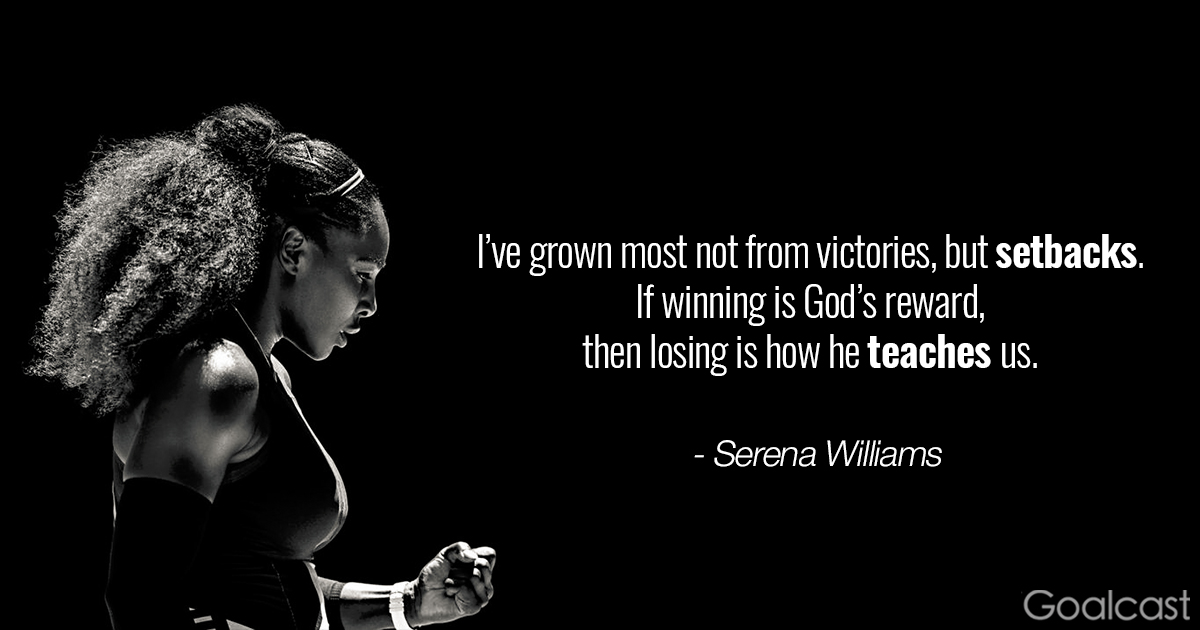 I’ve grown most not from victories, but setbacks.
If winning is God’s reward,
then losing is how he teaches us.
- Serena Williams
Goalcast